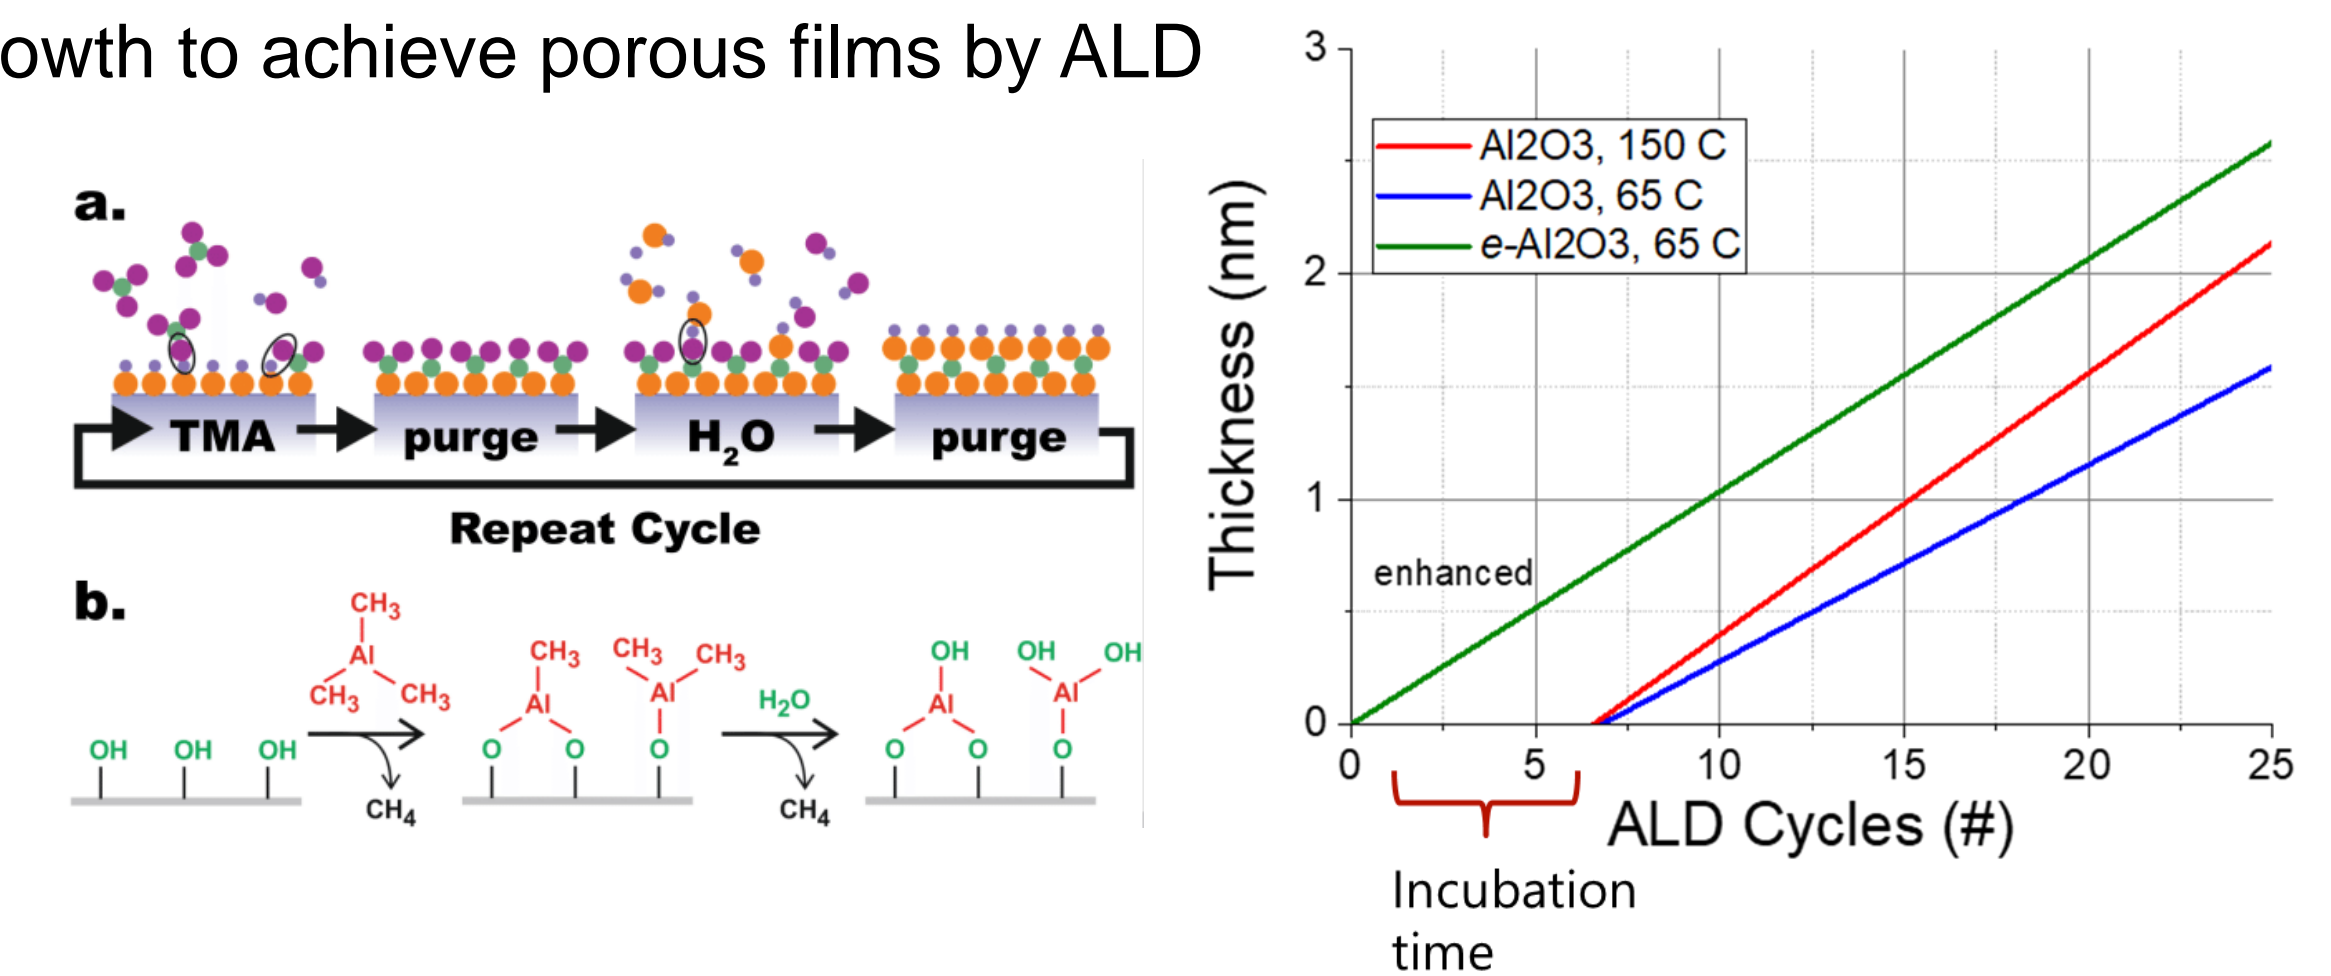 owth to achieve porous films by ALD
a.
TMA
purge
H₂O
purge
Repeat Cycle
b.
CH₃
Al
CH₃ CH₃
OH OH OH
CH₄
CH₃
Al
O O
CH₃ CH₃
Al
O
H₂O
CH₄
OH
Al
O O
OH OH
Al
O
3
2
1
0
Thickness (nm)
Al2O3, 150 C
Al2O3, 65 C
e-Al2O3, 65 C
enhanced
0 5 10 15 20 25
ALD Cycles (#)
Incubation
time